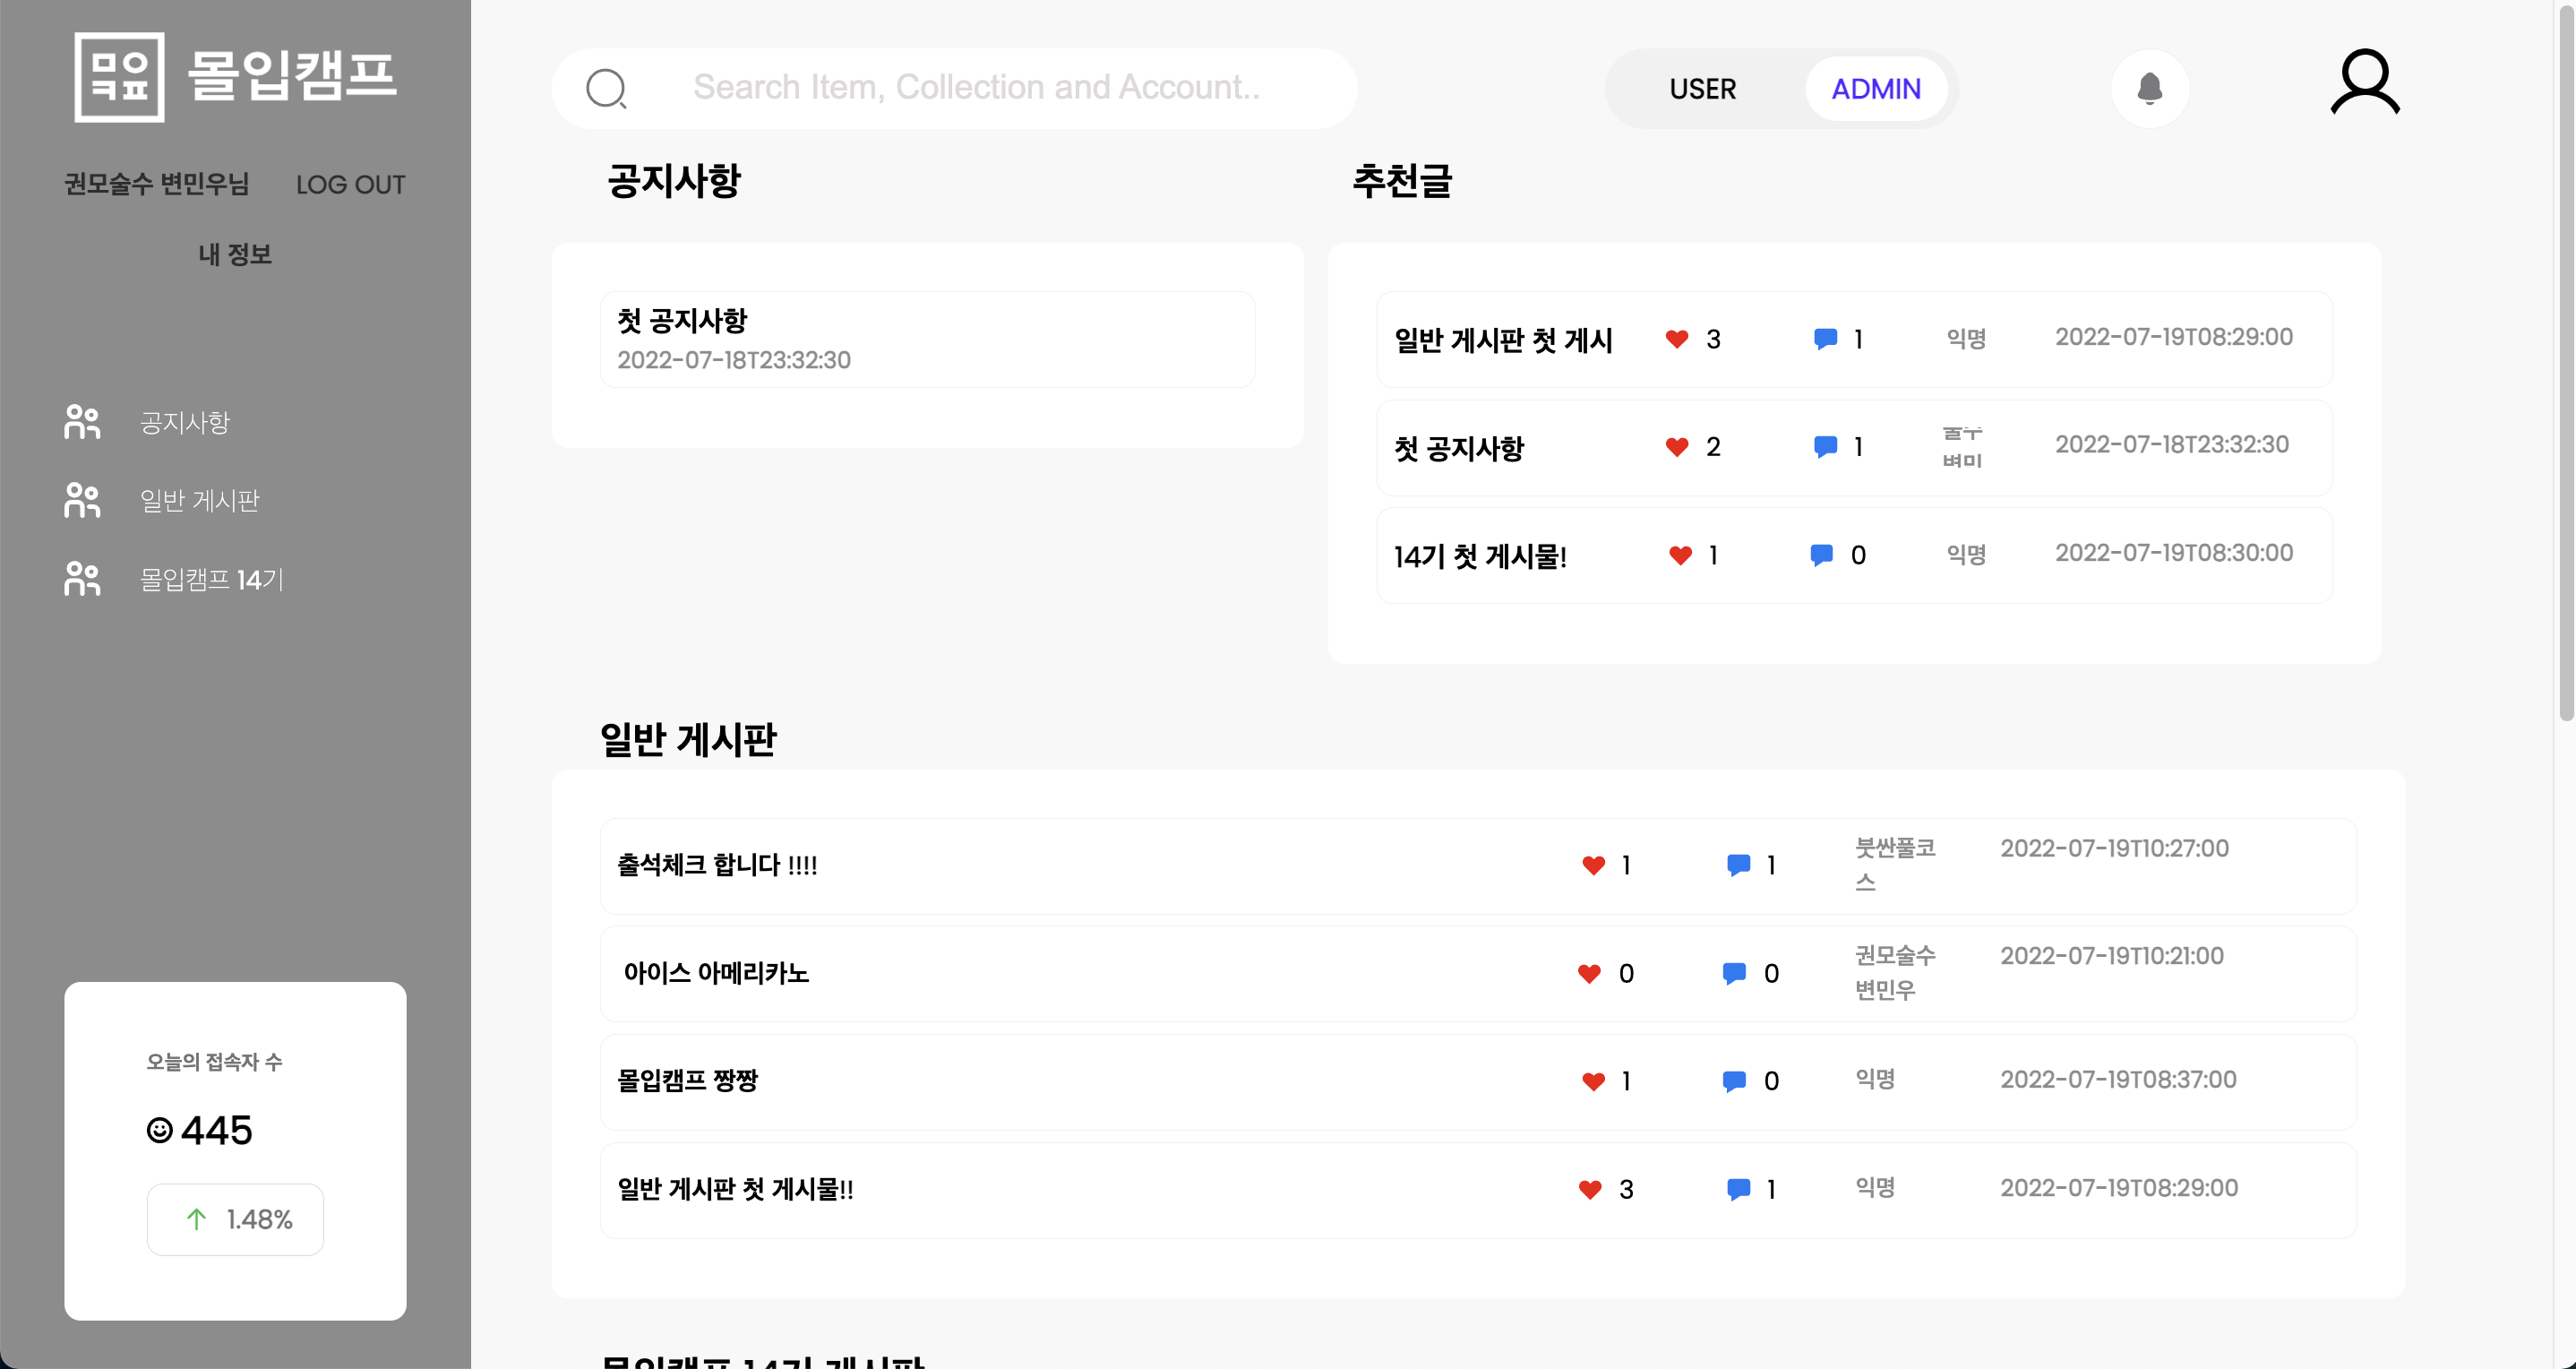 몰입캠프
권모술수 변민우님 LOG OUT
내 정보
공지사항
일반 게시판
몰입캠프 14기
오늘의 접속자 수
445
1.48%
Search Item, Collection and Account..
USER ADMIN
공지사항
첫 공지사항
2022-07-18T23:32:30
추천글
일반 게시판 첫 게시 3 1 익명 2022-07-19T08:29:00
첫 공지사항 2 1 2022-07-18T23:32:30
14기 첫 게시물! 1 0 익명 2022-07-19T08:30:00
일반 게시판
출석체크 합니다 !!!! 1 1 붓싼풀코 2022-07-19T10:27:00
스
아이스 아메리카노 0 0 권모술수 2022-07-19T10:21:00
변민우
몰입캠프 짱짱 1 0 익명 2022-07-19T08:37:00
일반 게시판 첫 게시물!! 3 1 익명 2022-07-19T08:29:00
몰입캠프 14기 게시판